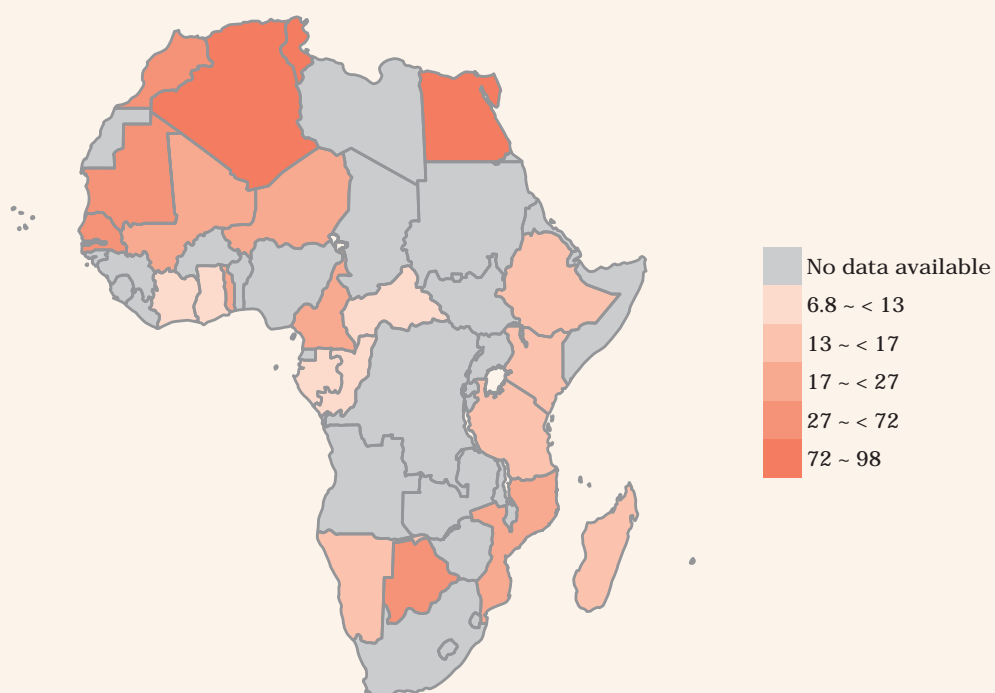 No data available
6.8 ~ < 13
13 ~ < 17
17 ~ < 27
27 ~ < 72
72 ~ 98